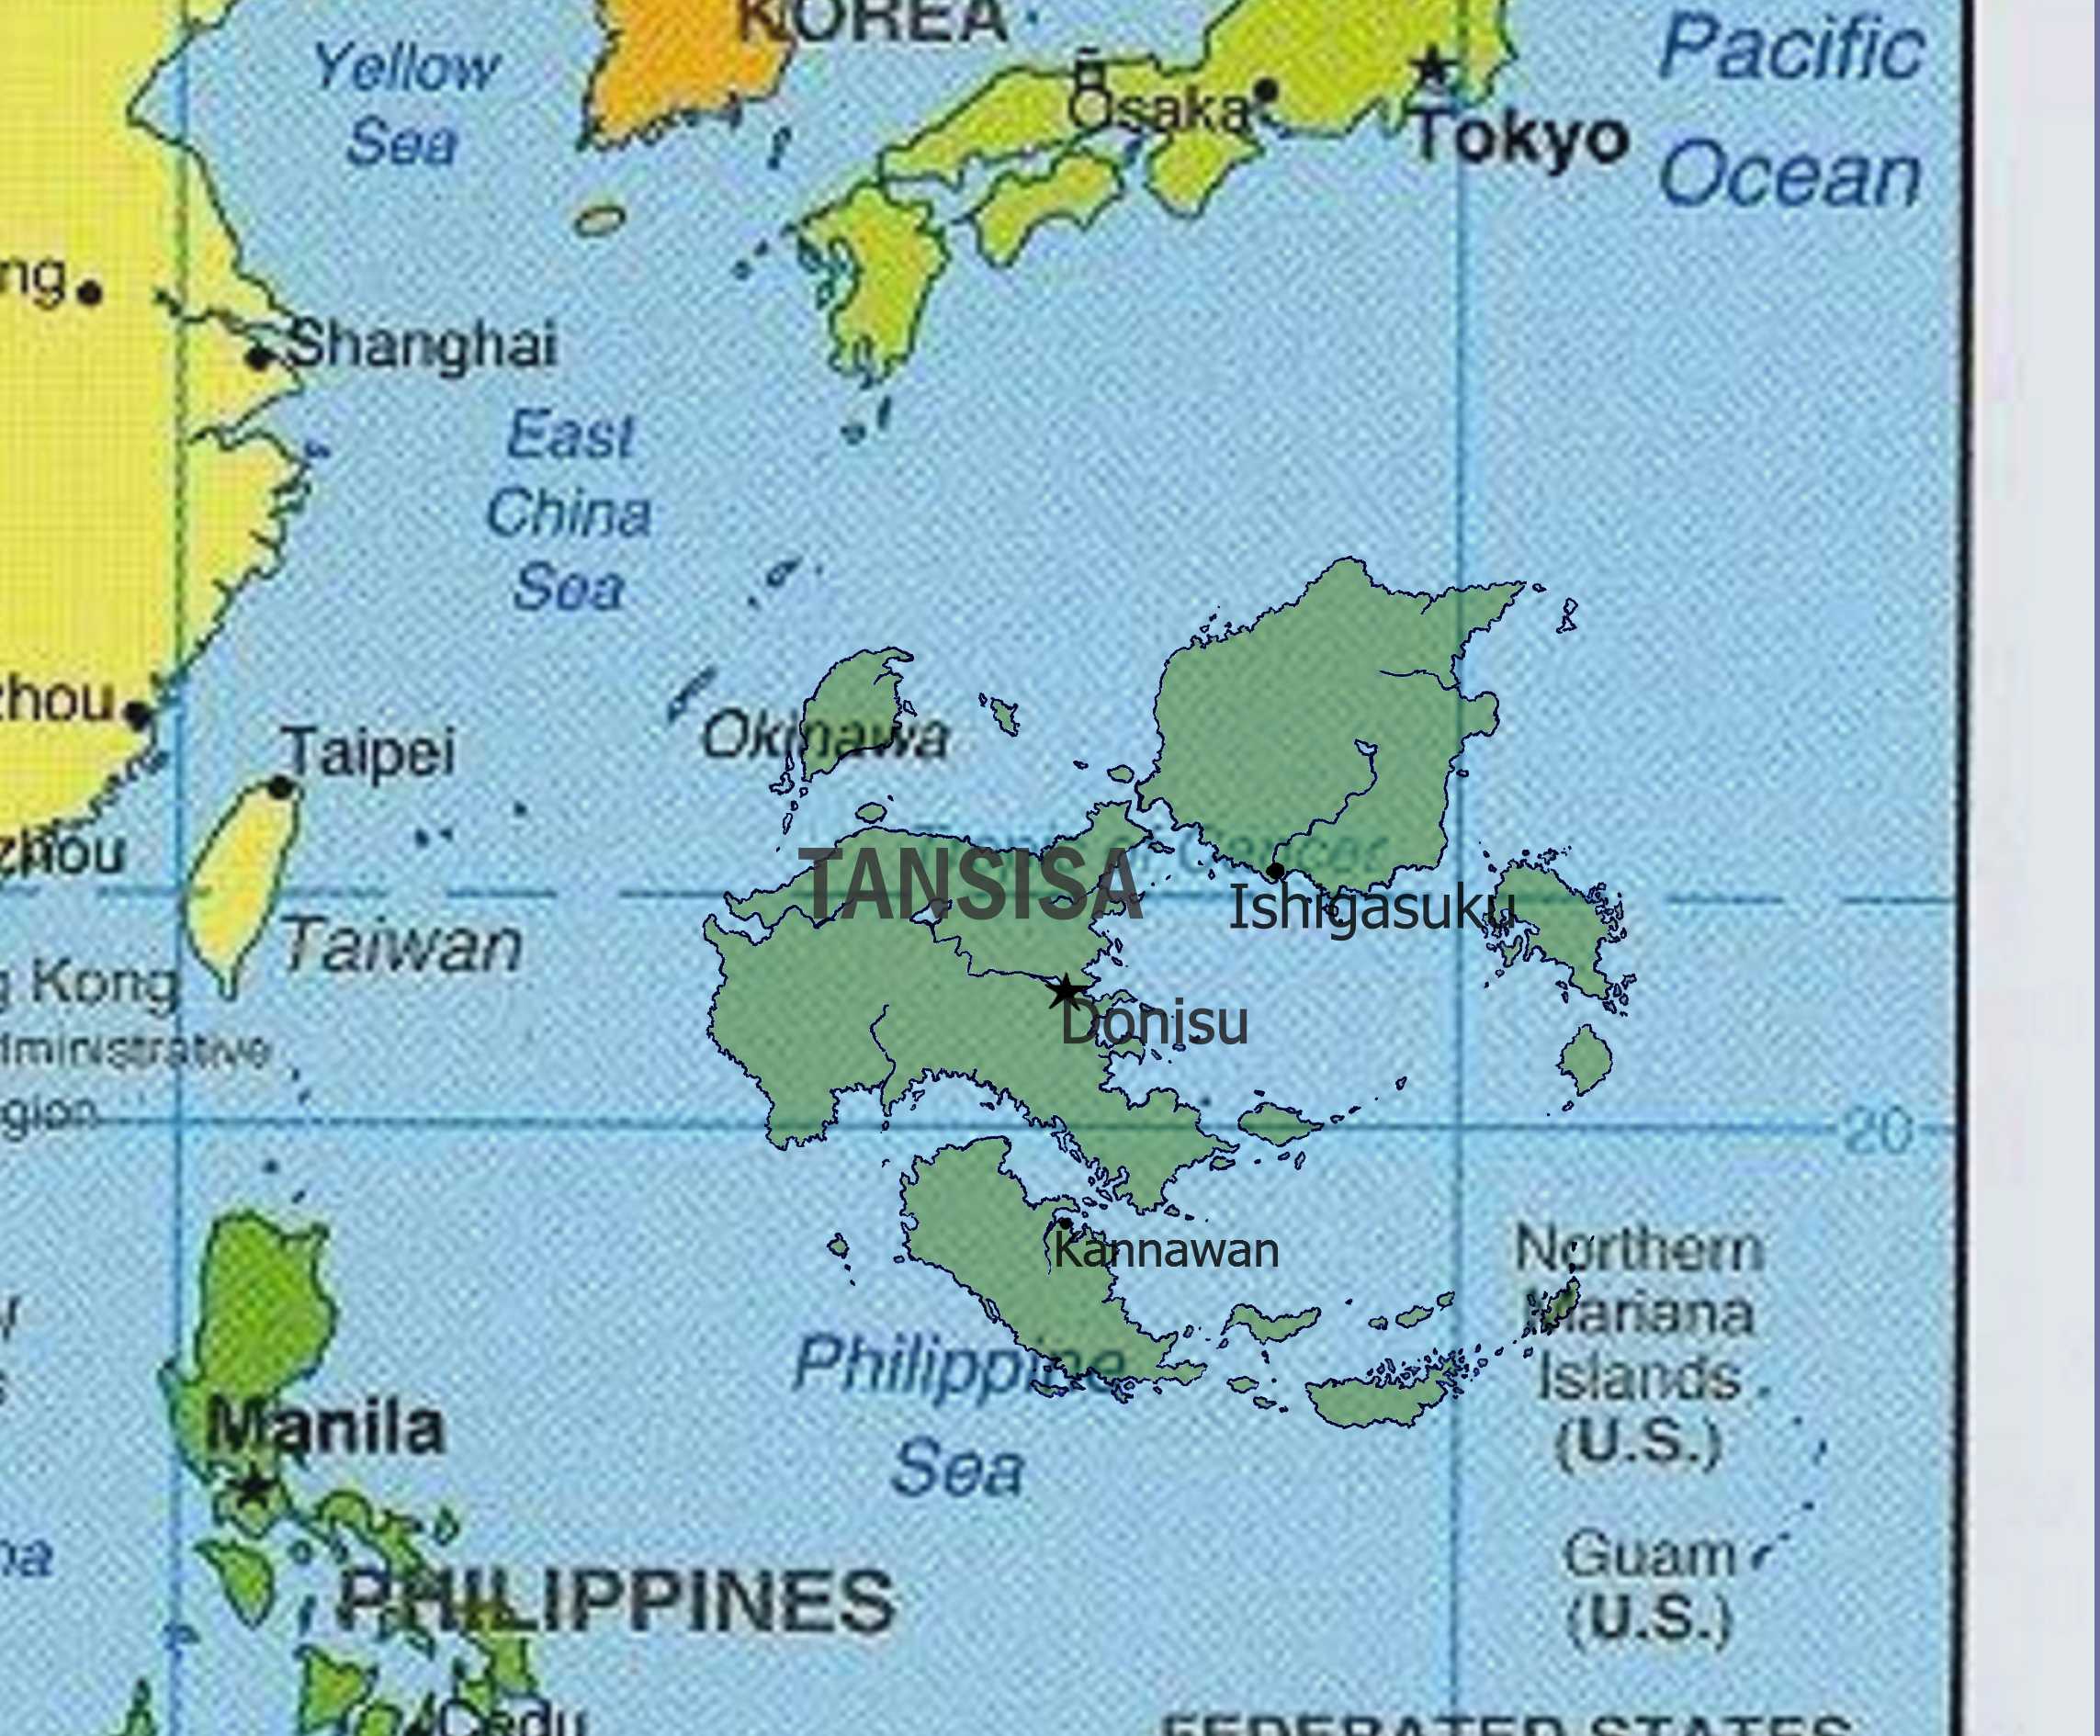 KOREA
Pacific
Ocean
Yellow
Sea
Osaka
Tokyo
ng
Shanghai
East
China
Sea
zhou
Okinawa
Taipei
zhou
TANSISA
Tropic of Cancer
Ishigasuku
Taiwan
g Kong
Donisu
dministrative
gion
20
Kannawan
Northern
Mariana
Islands
(U.S.)
Philippine
Sea
Manila
na
Guam
(U.S.)
PHILIPPINES
Cedu
FEDERATED STATES